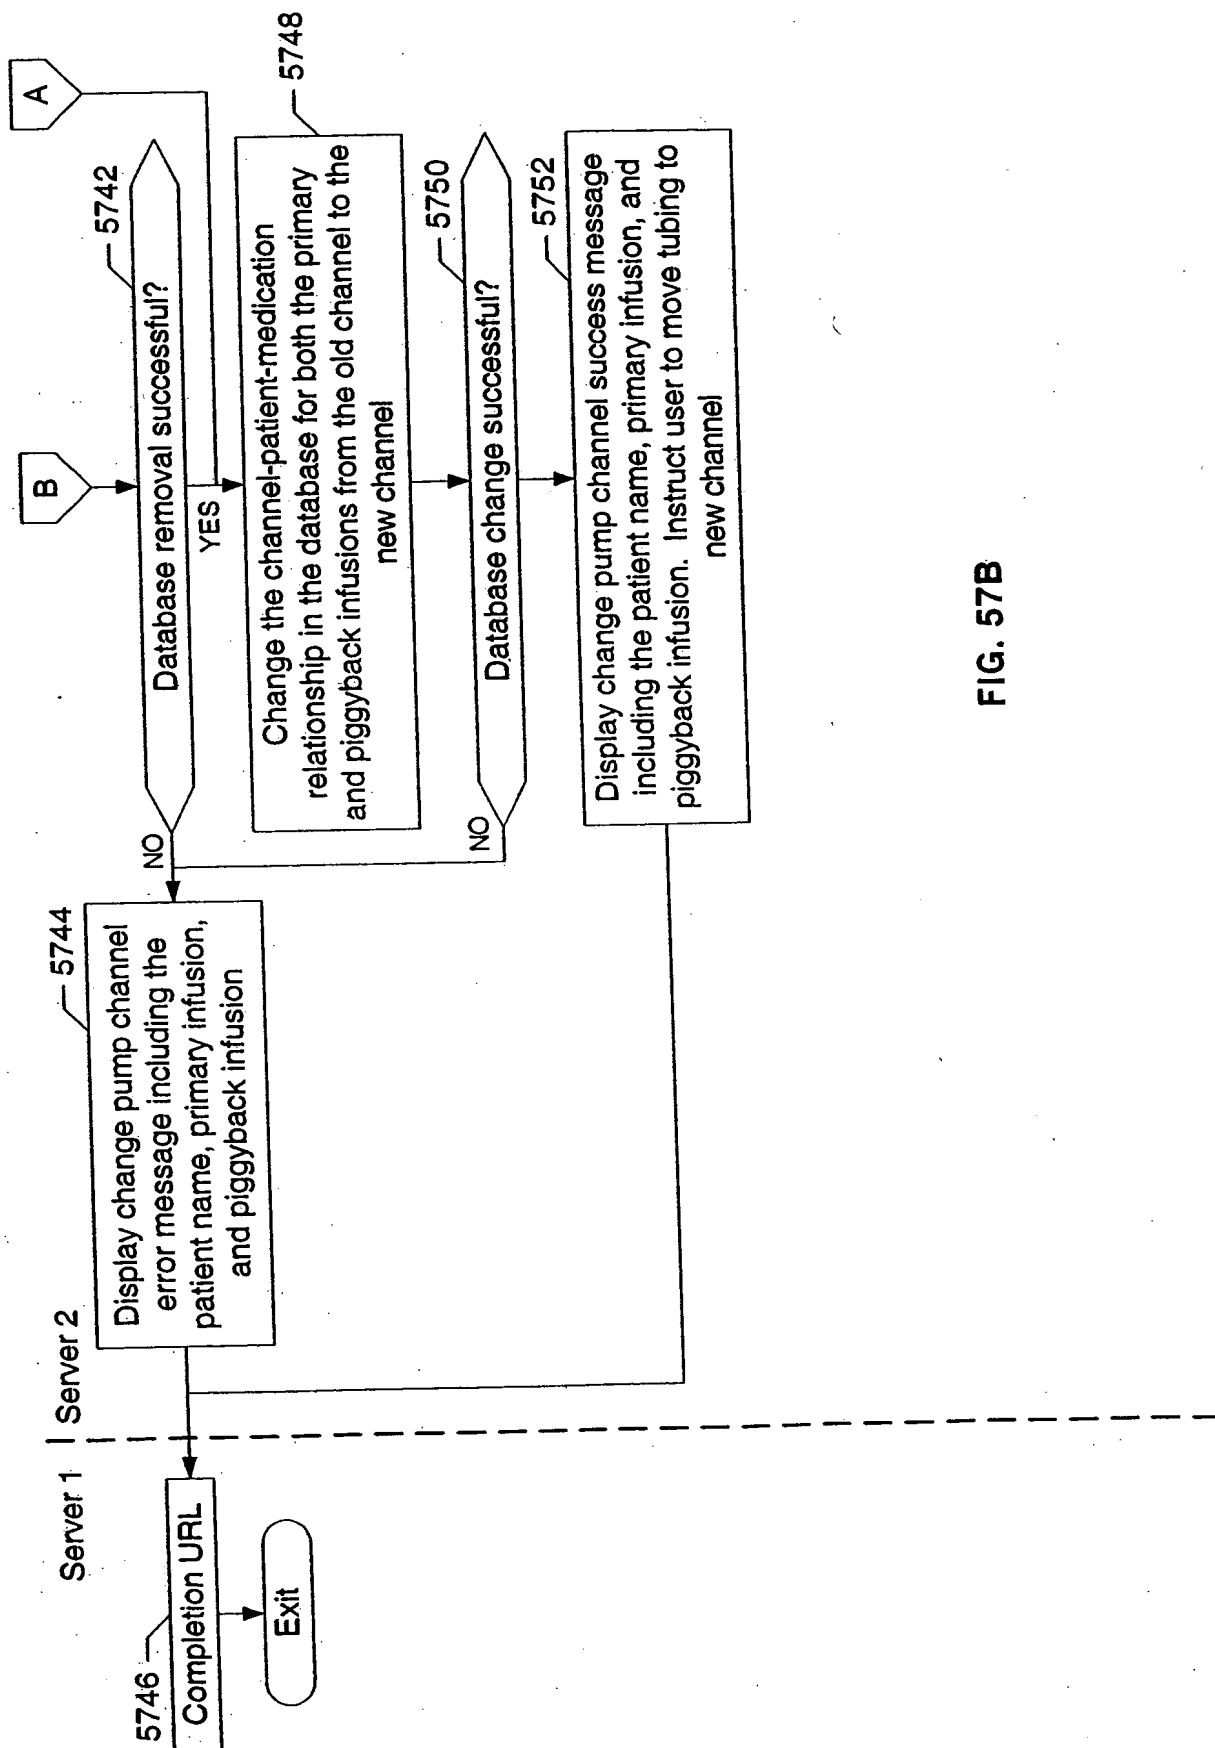 Server 1
Server 2
B
A
5742
Database removal successful?
NO
YES
5744
Display change pump channel
error message including the
patient name, primary infusion,
and piggyback infusion
5746
Completion URL
Exit
5748
Change the channel-patient-medication
relationship in the database for both the primary
and piggyback infusions from the old channel to the
new channel
5750
Database change successful?
NO
5752
Display change pump channel success message
including the patient name, primary infusion, and
piggyback infusion. Instruct user to move tubing to
new channel
FIG. 57B